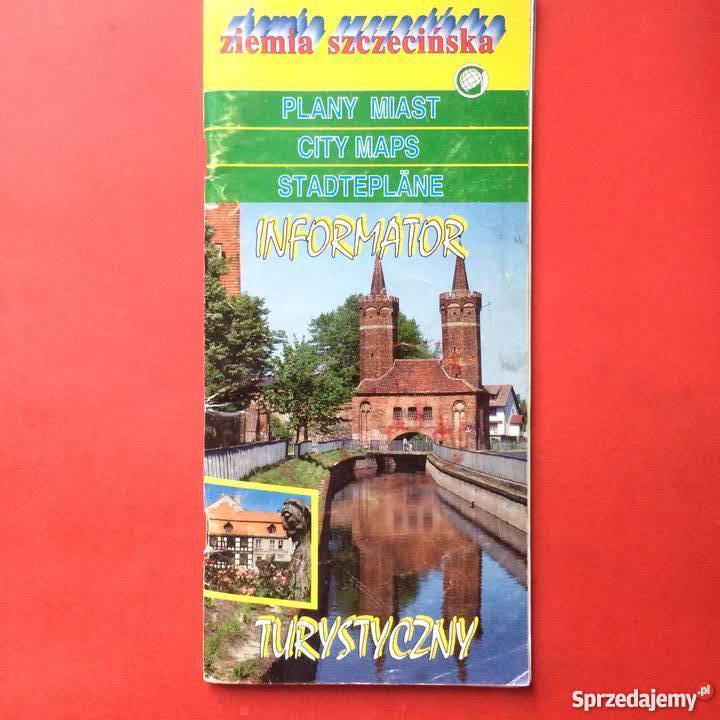 ziemia szczecińska
PLANY MIAST
CITY MAPS
STADTEPLÄNE
INFORMATOR
TURYSTYCZNY
Sprzedajemy.pl